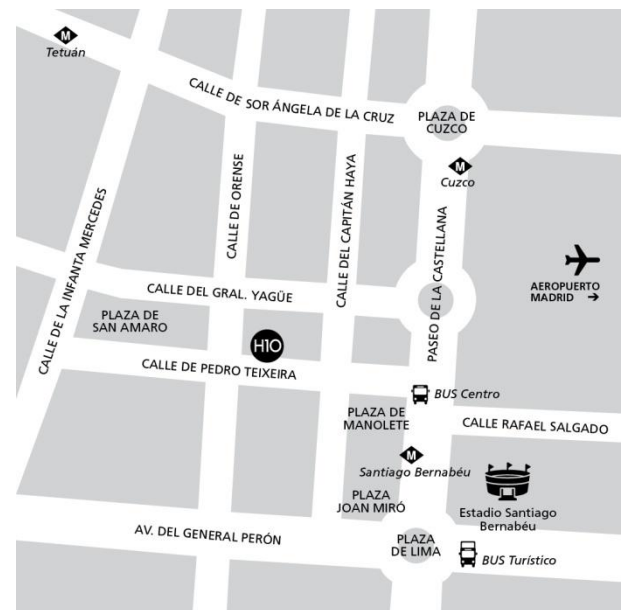 M
Tetuán
CALLE DE SOR ÁNGELA DE LA CRUZ
PLAZA DE
CUZCO
M
Cuzco
CALLE DE LA INFANTA MERCEDES
CALLE DE ORENSE
CALLE DEL CAPITÁN HAYA
PASEO DE LA CASTELLANA
AEROPUERTO
MADRID →
CALLE DEL GRAL. YAGÜE
PLAZA DE
SAN AMARO
H10
CALLE DE PEDRO TEIXEIRA
BUS Centro
PLAZA DE
MANOLETE
CALLE RAFAEL SALGADO
M
Santiago Bernabéu
PLAZA
JOAN MIRÓ
Estadio Santiago
Bernabéu
AV. DEL GENERAL PERÓN
PLAZA
DE LIMA
BUS Turístico